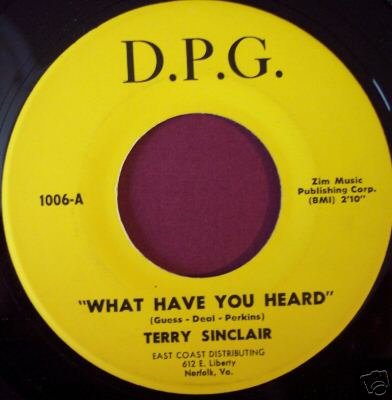 D.P.G.
1006-A
Zim Music
Publishing Corp.
(BMI) 2'10"
"WHAT HAVE YOU HEARD"
(Guess - Deal - Perkins)
TERRY SINCLAIR
EAST COAST DISTRIBUTING
612 E. Liberty
Norfolk, Va.